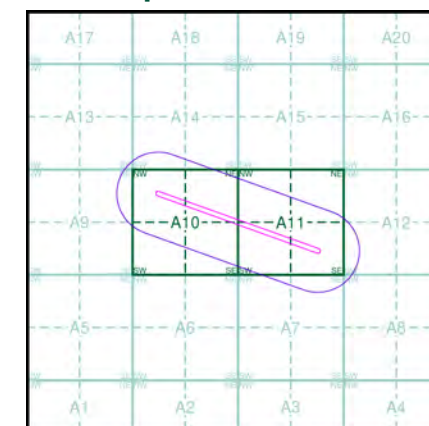 A17 A18 A19 A20
A13 A14 A15 A16
NW NE NW NE
A9 A10 A11 A12
SW SE SW SE
A5 A6 A7 A8
A1 A2 A3 A4